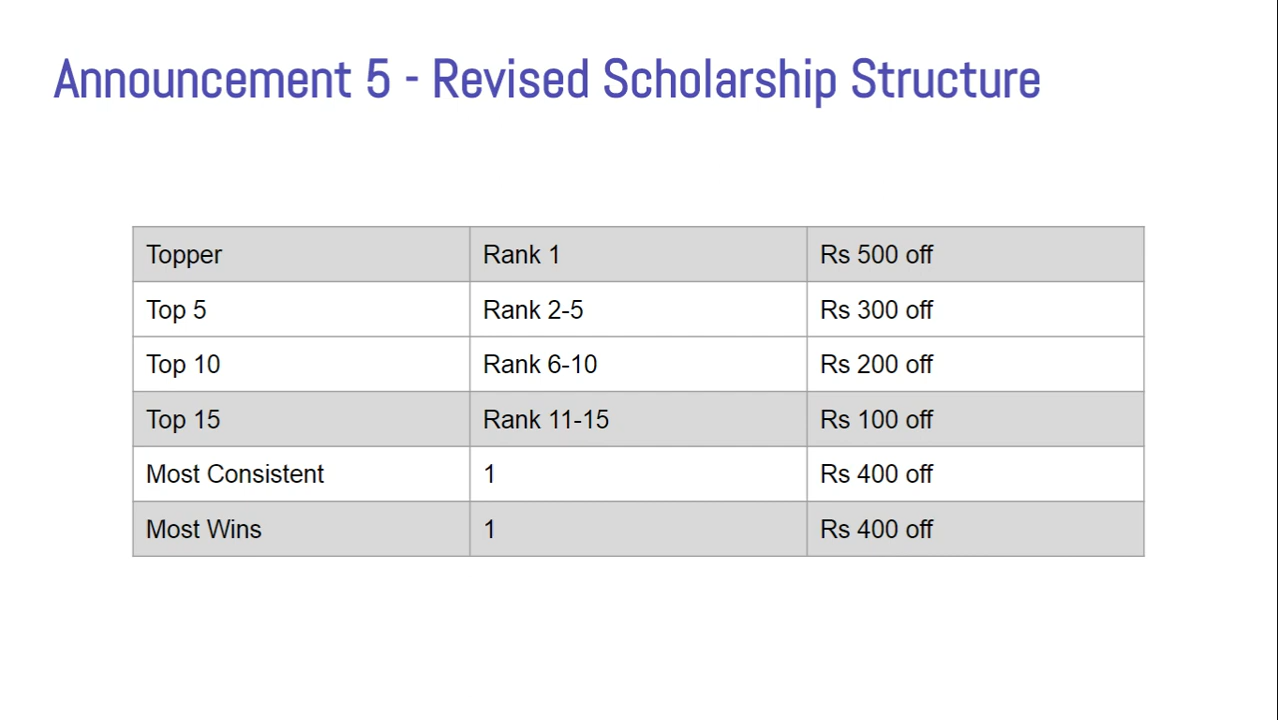 Announcement 5 - Revised Scholarship Structure
Topper Rank 1 Rs 500 off
Top 5 Rank 2-5 Rs 300 off
Top 10 Rank 6-10 Rs 200 off
Top 15 Rank 11-15 Rs 100 off
Most Consistent 1 Rs 400 off
Most Wins 1 Rs 400 off